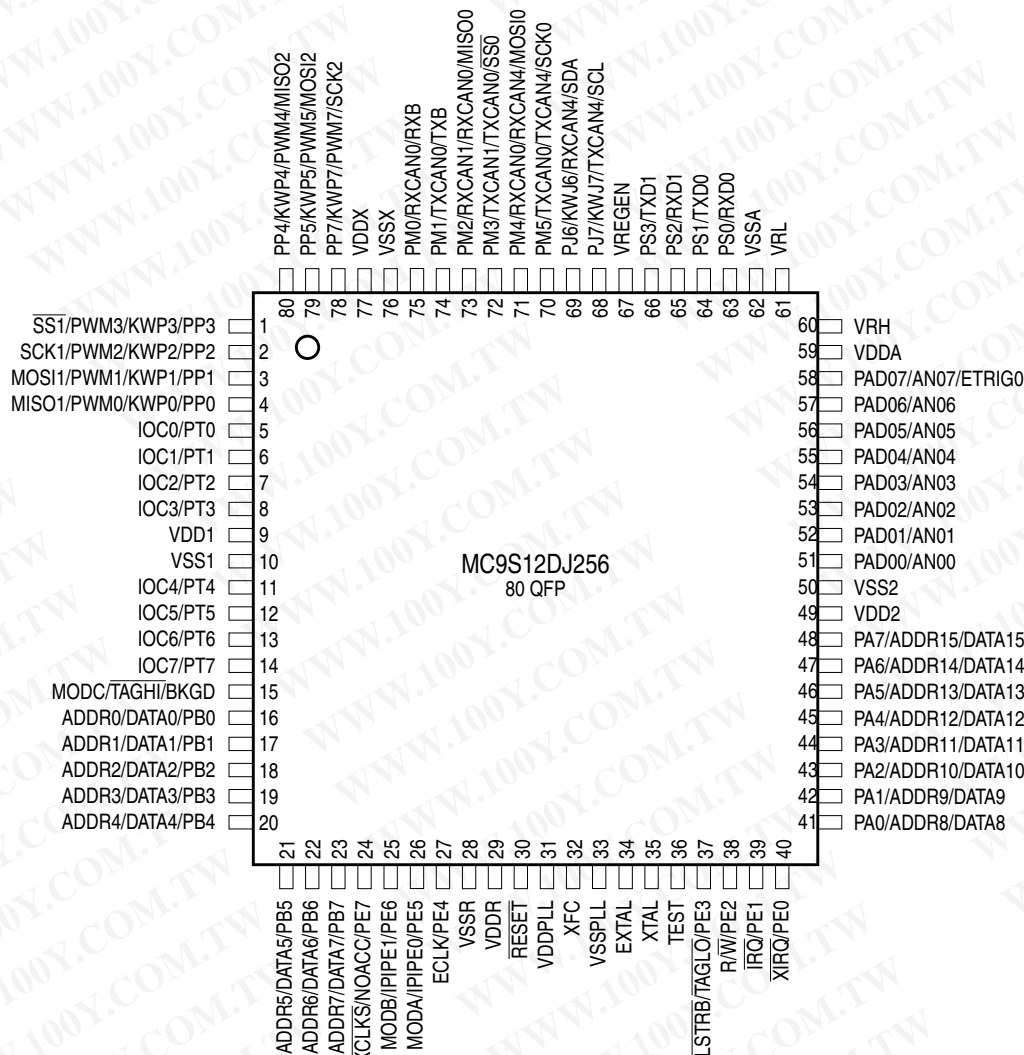 PP4/KWP4/PWM4/MISO2
PP5/KWP5/PWM5/MOSI2
PP7/KWP7/PWM7/SCK2
VDDX
VSSX
PM0/RXCAN0/RXB
PM1/TXCAN0/TXB
PM2/RXCAN1/RXCAN0/MISO0
PM3/TXCAN1/TXCAN0/SS0
PM4/RXCAN0/RXCAN4/MOSI0
PM5/TXCAN0/TXCAN4/SCK0
PJ6/KWJ6/RXCAN4/SDA
PJ7/KWJ7/TXCAN4/SCL
VREGEN
PS3/TXD1
PS2/RXD1
PS1/TXD0
PS0/RXD0
VSSA
VRL
80 79 78 77 76 75 74 73 72 71 70 69 68 67 66 65 64 63 62 61
SS1/PWM3/KWP3/PP3 1
SCK1/PWM2/KWP2/PP2 2
MOSI1/PWM1/KWP1/PP1 3
MISO1/PWM0/KWP0/PP0 4
IOC0/PT0 5
IOC1/PT1 6
IOC2/PT2 7
IOC3/PT3 8
VDD1 9
VSS1 10
IOC4/PT4 11
IOC5/PT5 12
IOC6/PT6 13
IOC7/PT7 14
MODC/TAGHI/BKGD 15
ADDR0/DATA0/PB0 16
ADDR1/DATA1/PB1 17
ADDR2/DATA2/PB2 18
ADDR3/DATA3/PB3 19
ADDR4/DATA4/PB4 20
MC9S12DJ256
80 QFP
60 VRH
59 VDDA
58 PAD07/AN07/ETRIG0
57 PAD06/AN06
56 PAD05/AN05
55 PAD04/AN04
54 PAD03/AN03
53 PAD02/AN02
52 PAD01/AN01
51 PAD00/AN00
50 VSS2
49 VDD2
48 PA7/ADDR15/DATA15
47 PA6/ADDR14/DATA14
46 PA5/ADDR13/DATA13
45 PA4/ADDR12/DATA12
44 PA3/ADDR11/DATA11
43 PA2/ADDR10/DATA10
42 PA1/ADDR9/DATA9
41 PA0/ADDR8/DATA8
21 22 23 24 25 26 27 28 29 30 31 32 33 34 35 36 37 38 39 40
ADDR5/DATA5/PB5
ADDR6/DATA6/PB6
ADDR7/DATA7/PB7
XCLKS/NOACC/PE7
MODB/IPIPE1/PE6
MODA/IPIPE0/PE5
ECLK/PE4
VSSR
VDDR
RESET
VDDPLL
XFC
VSSPLL
EXTAL
XTAL
TEST
LSTRB/TAGLO/PE3
R/W/PE2
IRQ/PE1
XIRQ/PE0
WWW.100Y.COM.TW